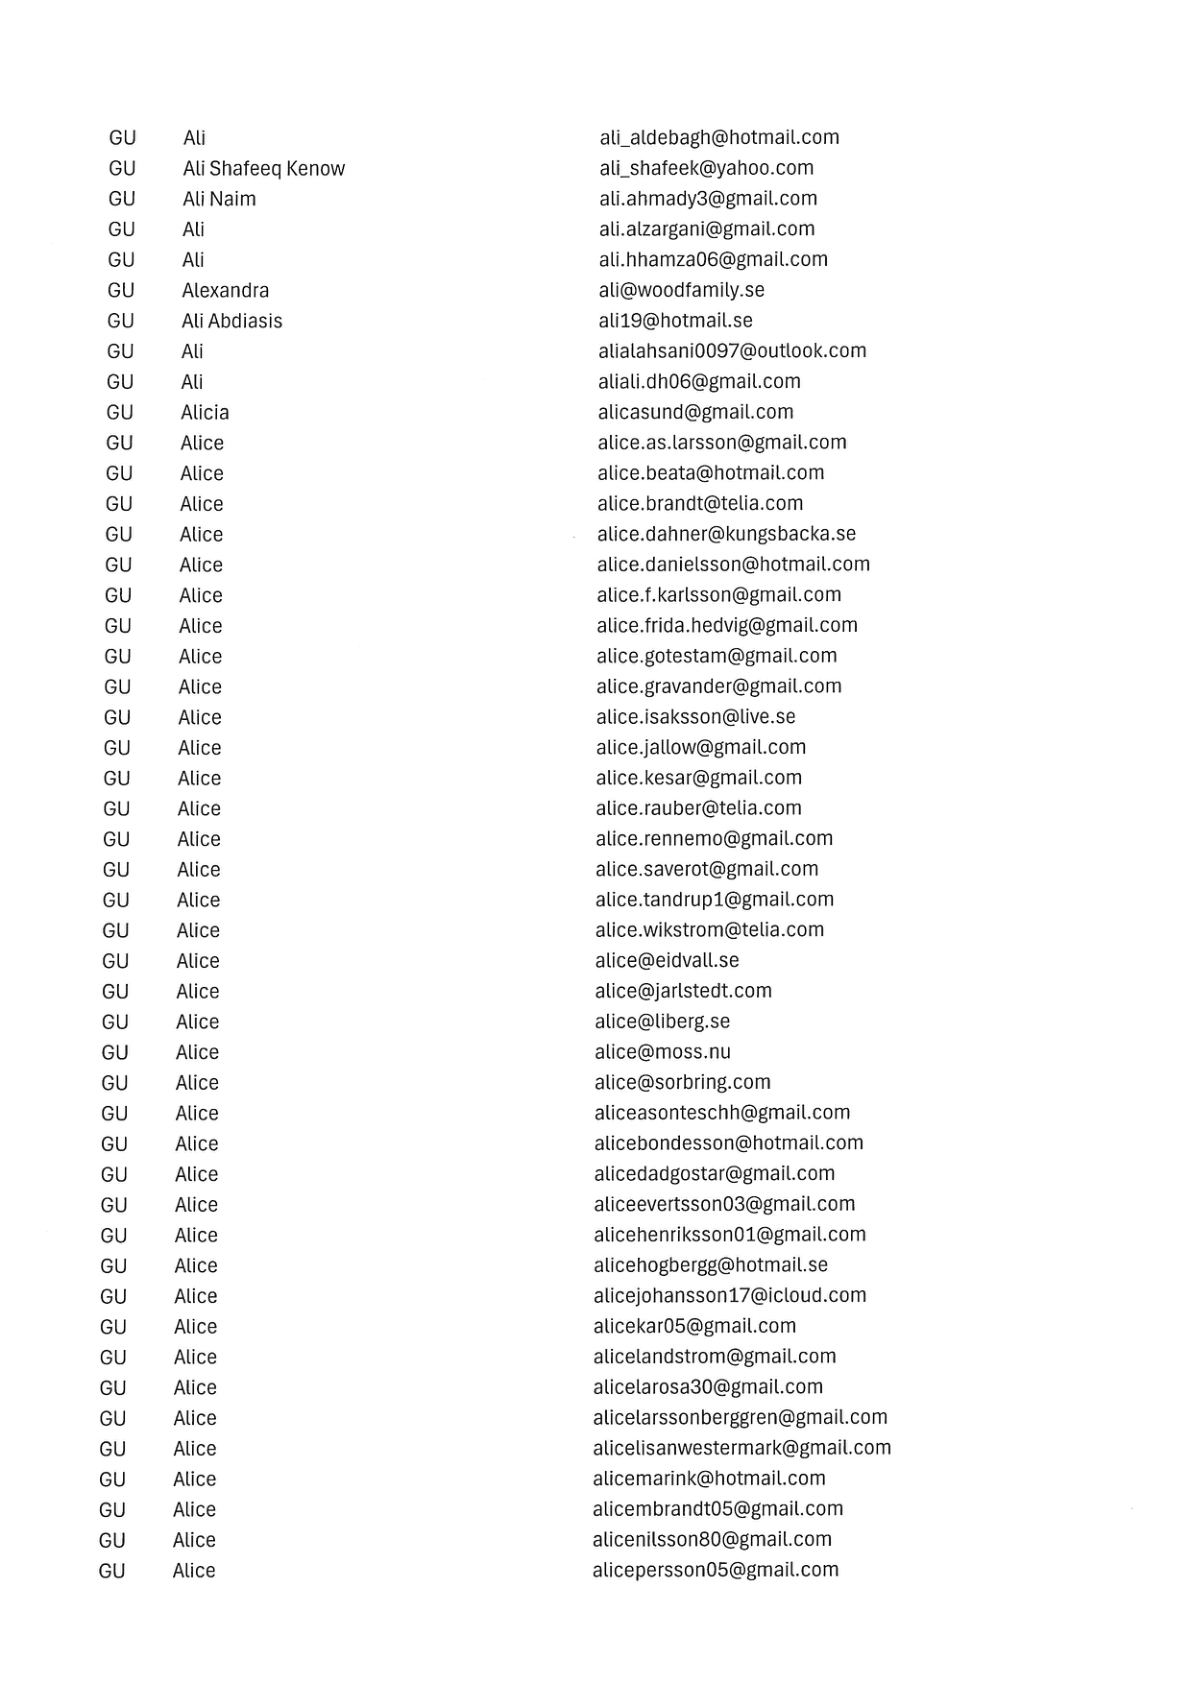 GU Ali ali_aldebagh@hotmail.com
GU Ali Shafeeq Kenow ali_shafeek@yahoo.com
GU Ali Naim ali.ahmady3@gmail.com
GU Ali ali.alzargani@gmail.com
GU Ali ali.hhamza06@gmail.com
GU Alexandra ali@woodfamily.se
GU Ali Abdiasis ali19@hotmail.se
GU Ali alialahsani0097@outlook.com
GU Ali aliali.dh06@gmail.com
GU Alicia alicasund@gmail.com
GU Alice alice.as.larsson@gmail.com
GU Alice alice.beata@hotmail.com
GU Alice alice.brandt@telia.com
GU Alice alice.dahner@kungsbacka.se
GU Alice alice.danielsson@hotmail.com
GU Alice alice.f.karlsson@gmail.com
GU Alice alice.frida.hedvig@gmail.com
GU Alice alice.gotestam@gmail.com
GU Alice alice.gravander@gmail.com
GU Alice alice.isaksson@live.se
GU Alice alice.jallow@gmail.com
GU Alice alice.kesar@gmail.com
GU Alice alice.rauber@telia.com
GU Alice alice.rennemo@gmail.com
GU Alice alice.saverot@gmail.com
GU Alice alice.tandrup1@gmail.com
GU Alice alice.wikstrom@telia.com
GU Alice alice@eidvall.se
GU Alice alice@jarlstedt.com
GU Alice alice@liberg.se
GU Alice alice@moss.nu
GU Alice alice@sorbring.com
GU Alice aliceasonteschh@gmail.com
GU Alice alicebondesson@hotmail.com
GU Alice alicedadgostar@gmail.com
GU Alice aliceevertsson03@gmail.com
GU Alice alicehenriksson01@gmail.com
GU Alice alicehogbergg@hotmail.se
GU Alice alicejohansson17@icloud.com
GU Alice alicekar05@gmail.com
GU Alice alicelandstrom@gmail.com
GU Alice alicelarosa30@gmail.com
GU Alice alicelarssonberggren@gmail.com
GU Alice alicelisanwestermark@gmail.com
GU Alice alicemarink@hotmail.com
GU Alice alicembrandt05@gmail.com
GU Alice alicenilsson80@gmail.com
GU Alice alicepersson05@gmail.com